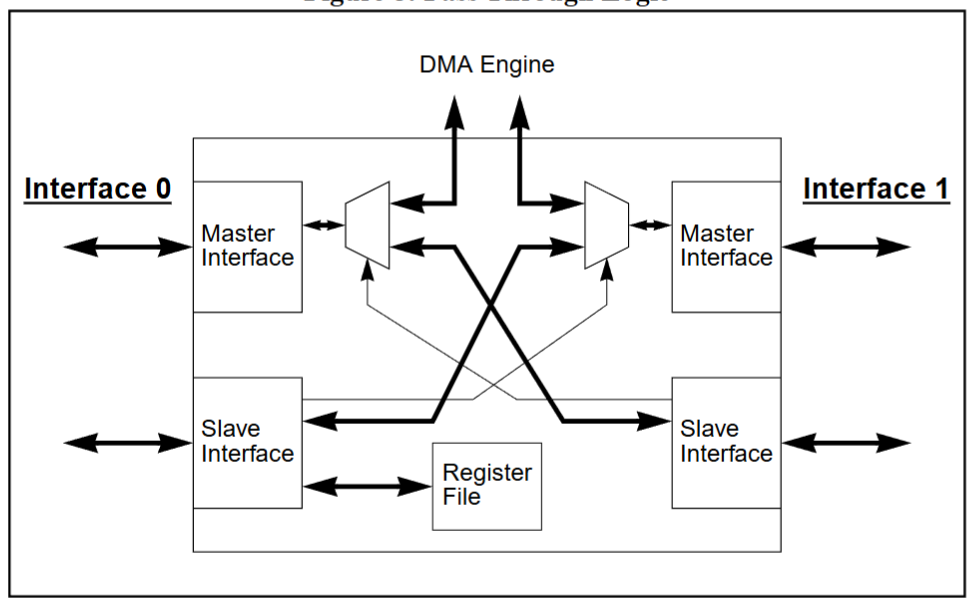 DMA Engine
Interface 0
Interface 1
Master
Interface
Master
Interface
Slave
Interface
Slave
Interface
Register
File